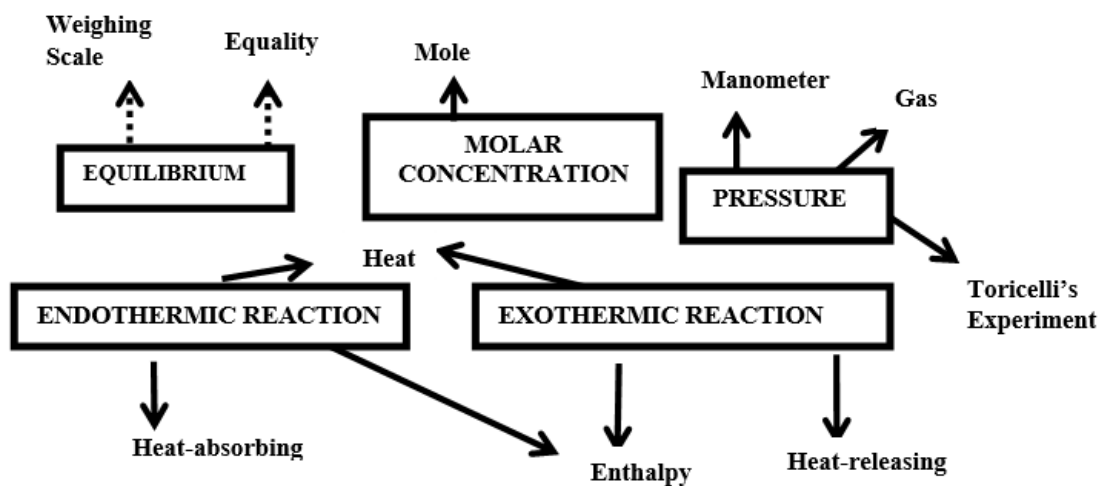 Weighing
Scale
Equality
Mole
Manometer
Gas
EQUILIBRIUM
MOLAR
CONCENTRATION
PRESSURE
Heat
Toricelli's
Experiment
ENDOTHERMIC REACTION
EXOTHERMIC REACTION
Heat-absorbing
Enthalpy
Heat-releasing